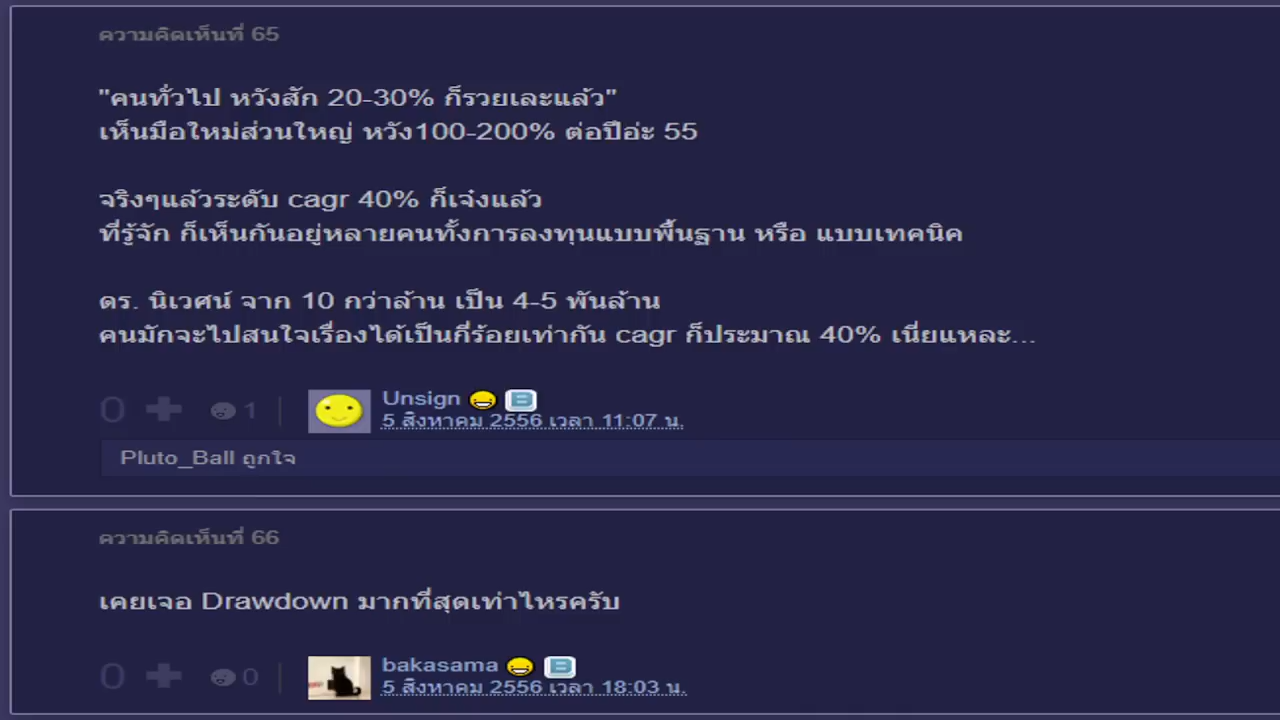 ความคิดเห็นที่ 65
"คนทั่วไป หวังสัก 20-30% ก็รวยเละแล้ว"
เห็นมือใหม่ส่วนใหญ่ หวัง100-200% ต่อปีอ่ะ 55
จริงๆแล้วระดับ cagr 40% ก็เจ๋งแล้ว
ที่รู้จัก ก็เห็นกันอยู่หลายคนทั้งการลงทุนแบบพื้นฐาน หรือ แบบเทคนิค
ดร. นิเวศน์ จาก 10 กว่าล้าน เป็น 4-5 พันล้าน
คนมักจะไปสนใจเรื่องได้เป็นกี่ร้อยเท่ากัน cagr ก็ประมาณ 40% เนี่ยแหละ...
0 1 Unsign
5 สิงหาคม 2556 เวลา 11:07 น.
Pluto_Ball ถูกใจ
ความคิดเห็นที่ 66
เคยเจอ Drawdown มากที่สุดเท่าไหรครับ
0 0 bakasama
5 สิงหาคม 2556 เวลา 18:03 น.